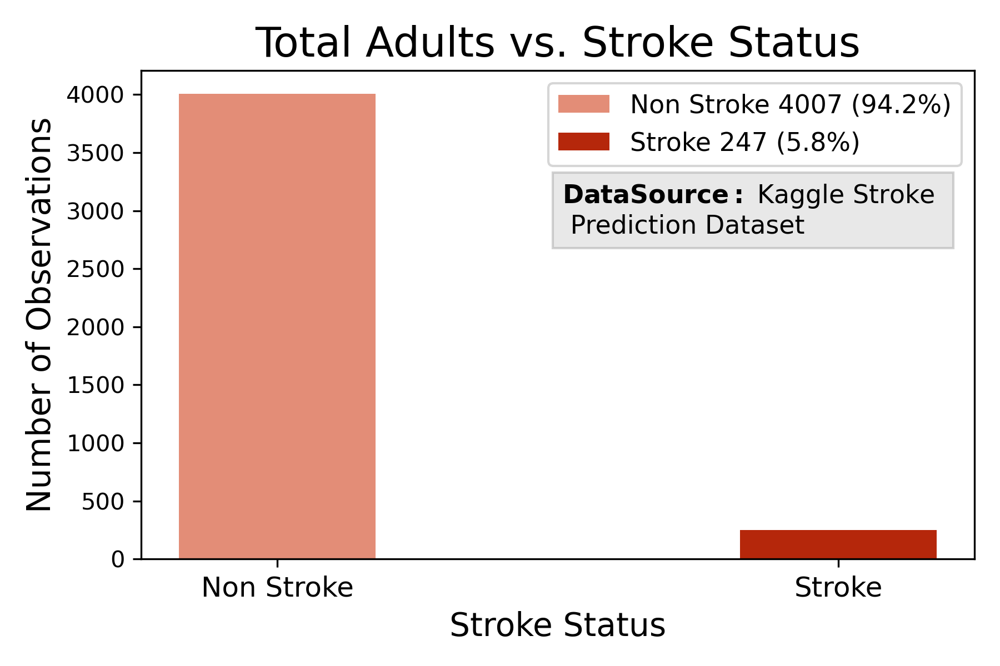 Total Adults vs. Stroke Status
Number of Observations
4000
3500
3000
2500
2000
1500
1000
500
0
Non Stroke 4007 (94.2%)
Stroke 247 (5.8%)
DataSource: Kaggle Stroke
Prediction Dataset
Non Stroke
Stroke
Stroke Status